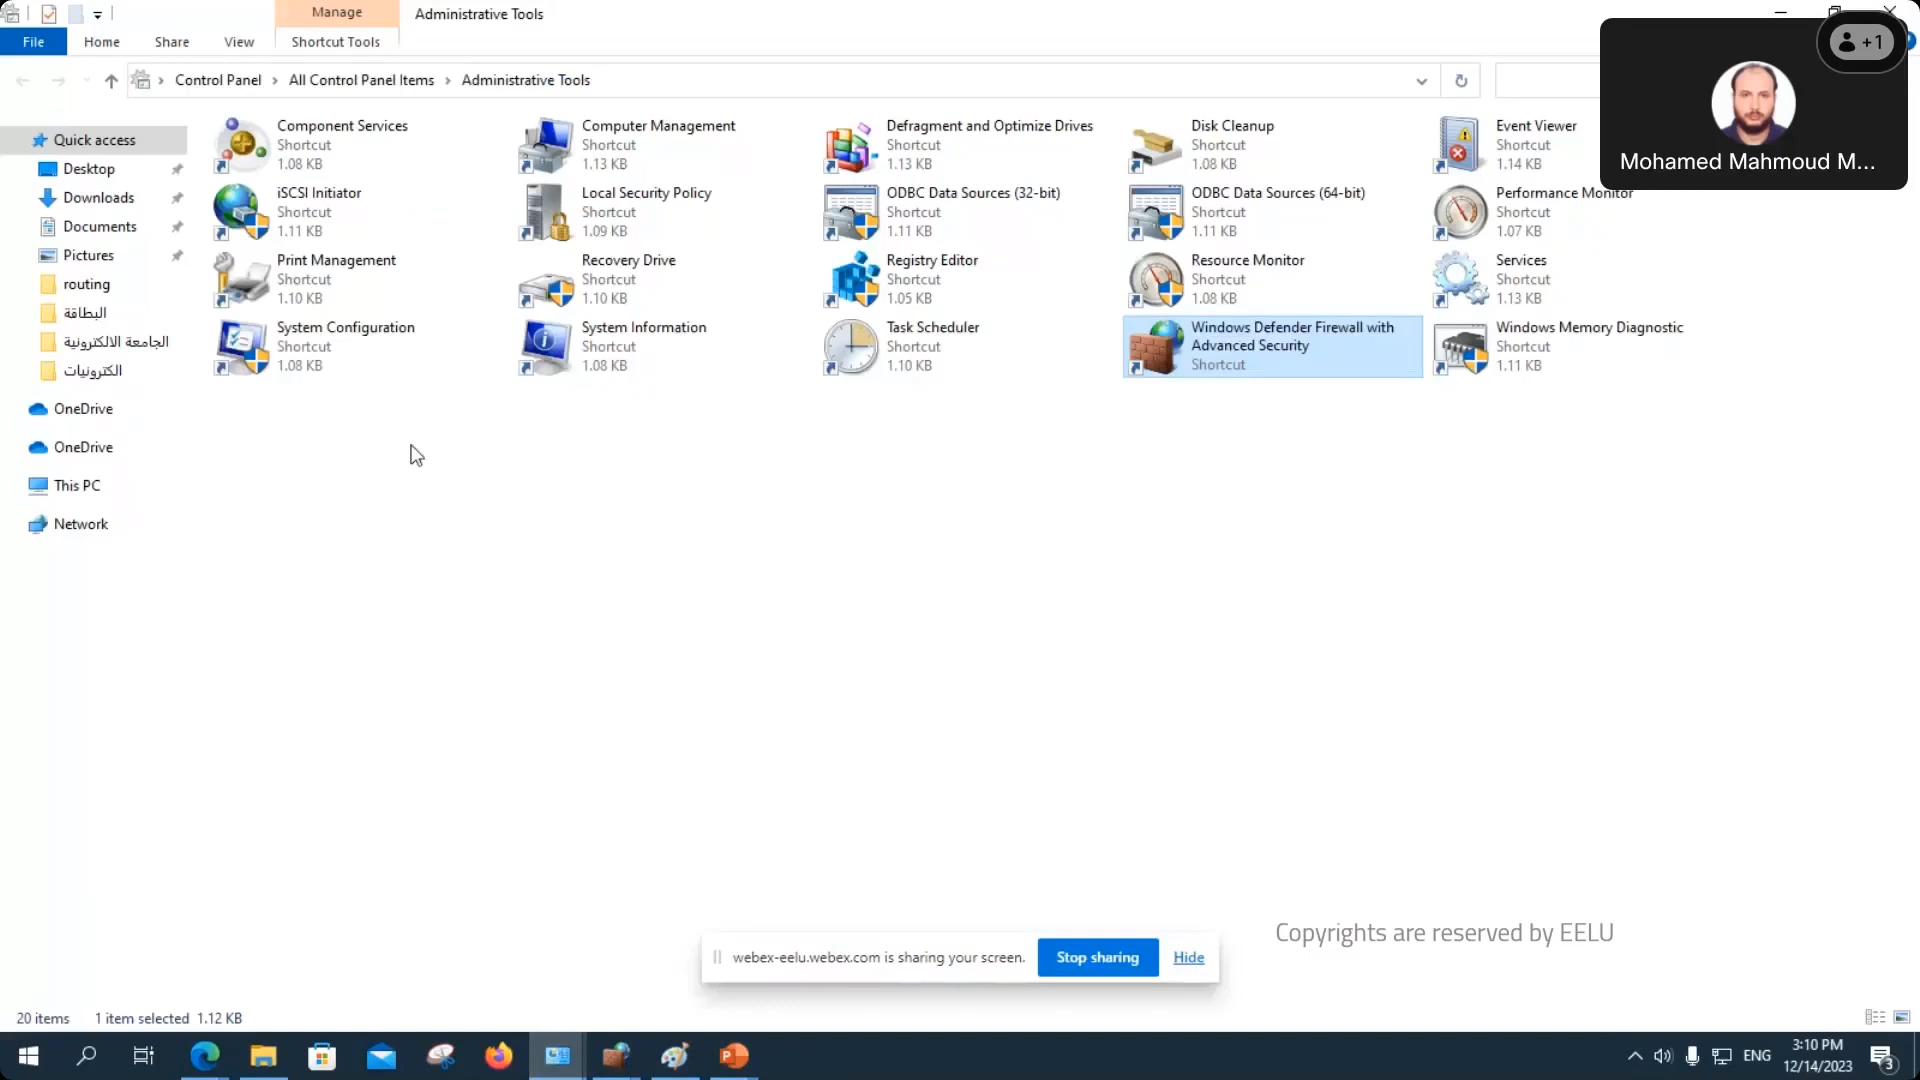 Manage
Administrative Tools
File
Home
Share
View
Shortcut Tools
+1
Control Panel
All Control Panel Items
Administrative Tools
Mohamed Mahmoud M...
Quick access
Desktop
Downloads
Documents
Pictures
routing
البطاقة
الجامعة الالكترونية
الكترونيات
OneDrive
OneDrive
This PC
Network
Component Services
Shortcut
1.08 KB
Computer Management
Shortcut
1.13 KB
Defragment and Optimize Drives
Shortcut
1.13 KB
Disk Cleanup
Shortcut
1.08 KB
Event Viewer
Shortcut
1.14 KB
iSCSI Initiator
Shortcut
1.11 KB
Local Security Policy
Shortcut
1.09 KB
ODBC Data Sources (32-bit)
Shortcut
1.11 KB
ODBC Data Sources (64-bit)
Shortcut
1.11 KB
Performance Monitor
Shortcut
1.07 KB
Print Management
Shortcut
1.10 KB
Recovery Drive
Shortcut
1.10 KB
Registry Editor
Shortcut
1.05 KB
Resource Monitor
Shortcut
1.08 KB
Services
Shortcut
1.13 KB
System Configuration
Shortcut
1.08 KB
System Information
Shortcut
1.08 KB
Task Scheduler
Shortcut
1.10 KB
Windows Defender Firewall with
Advanced Security
Shortcut
Windows Memory Diagnostic
Shortcut
1.11 KB
Copyrights are reserved by EELU
webex-eelu.webex.com is sharing your screen.
Stop sharing
Hide
20 items
1 item selected 1.12 KB
ENG
3:10 PM
12/14/2023
3